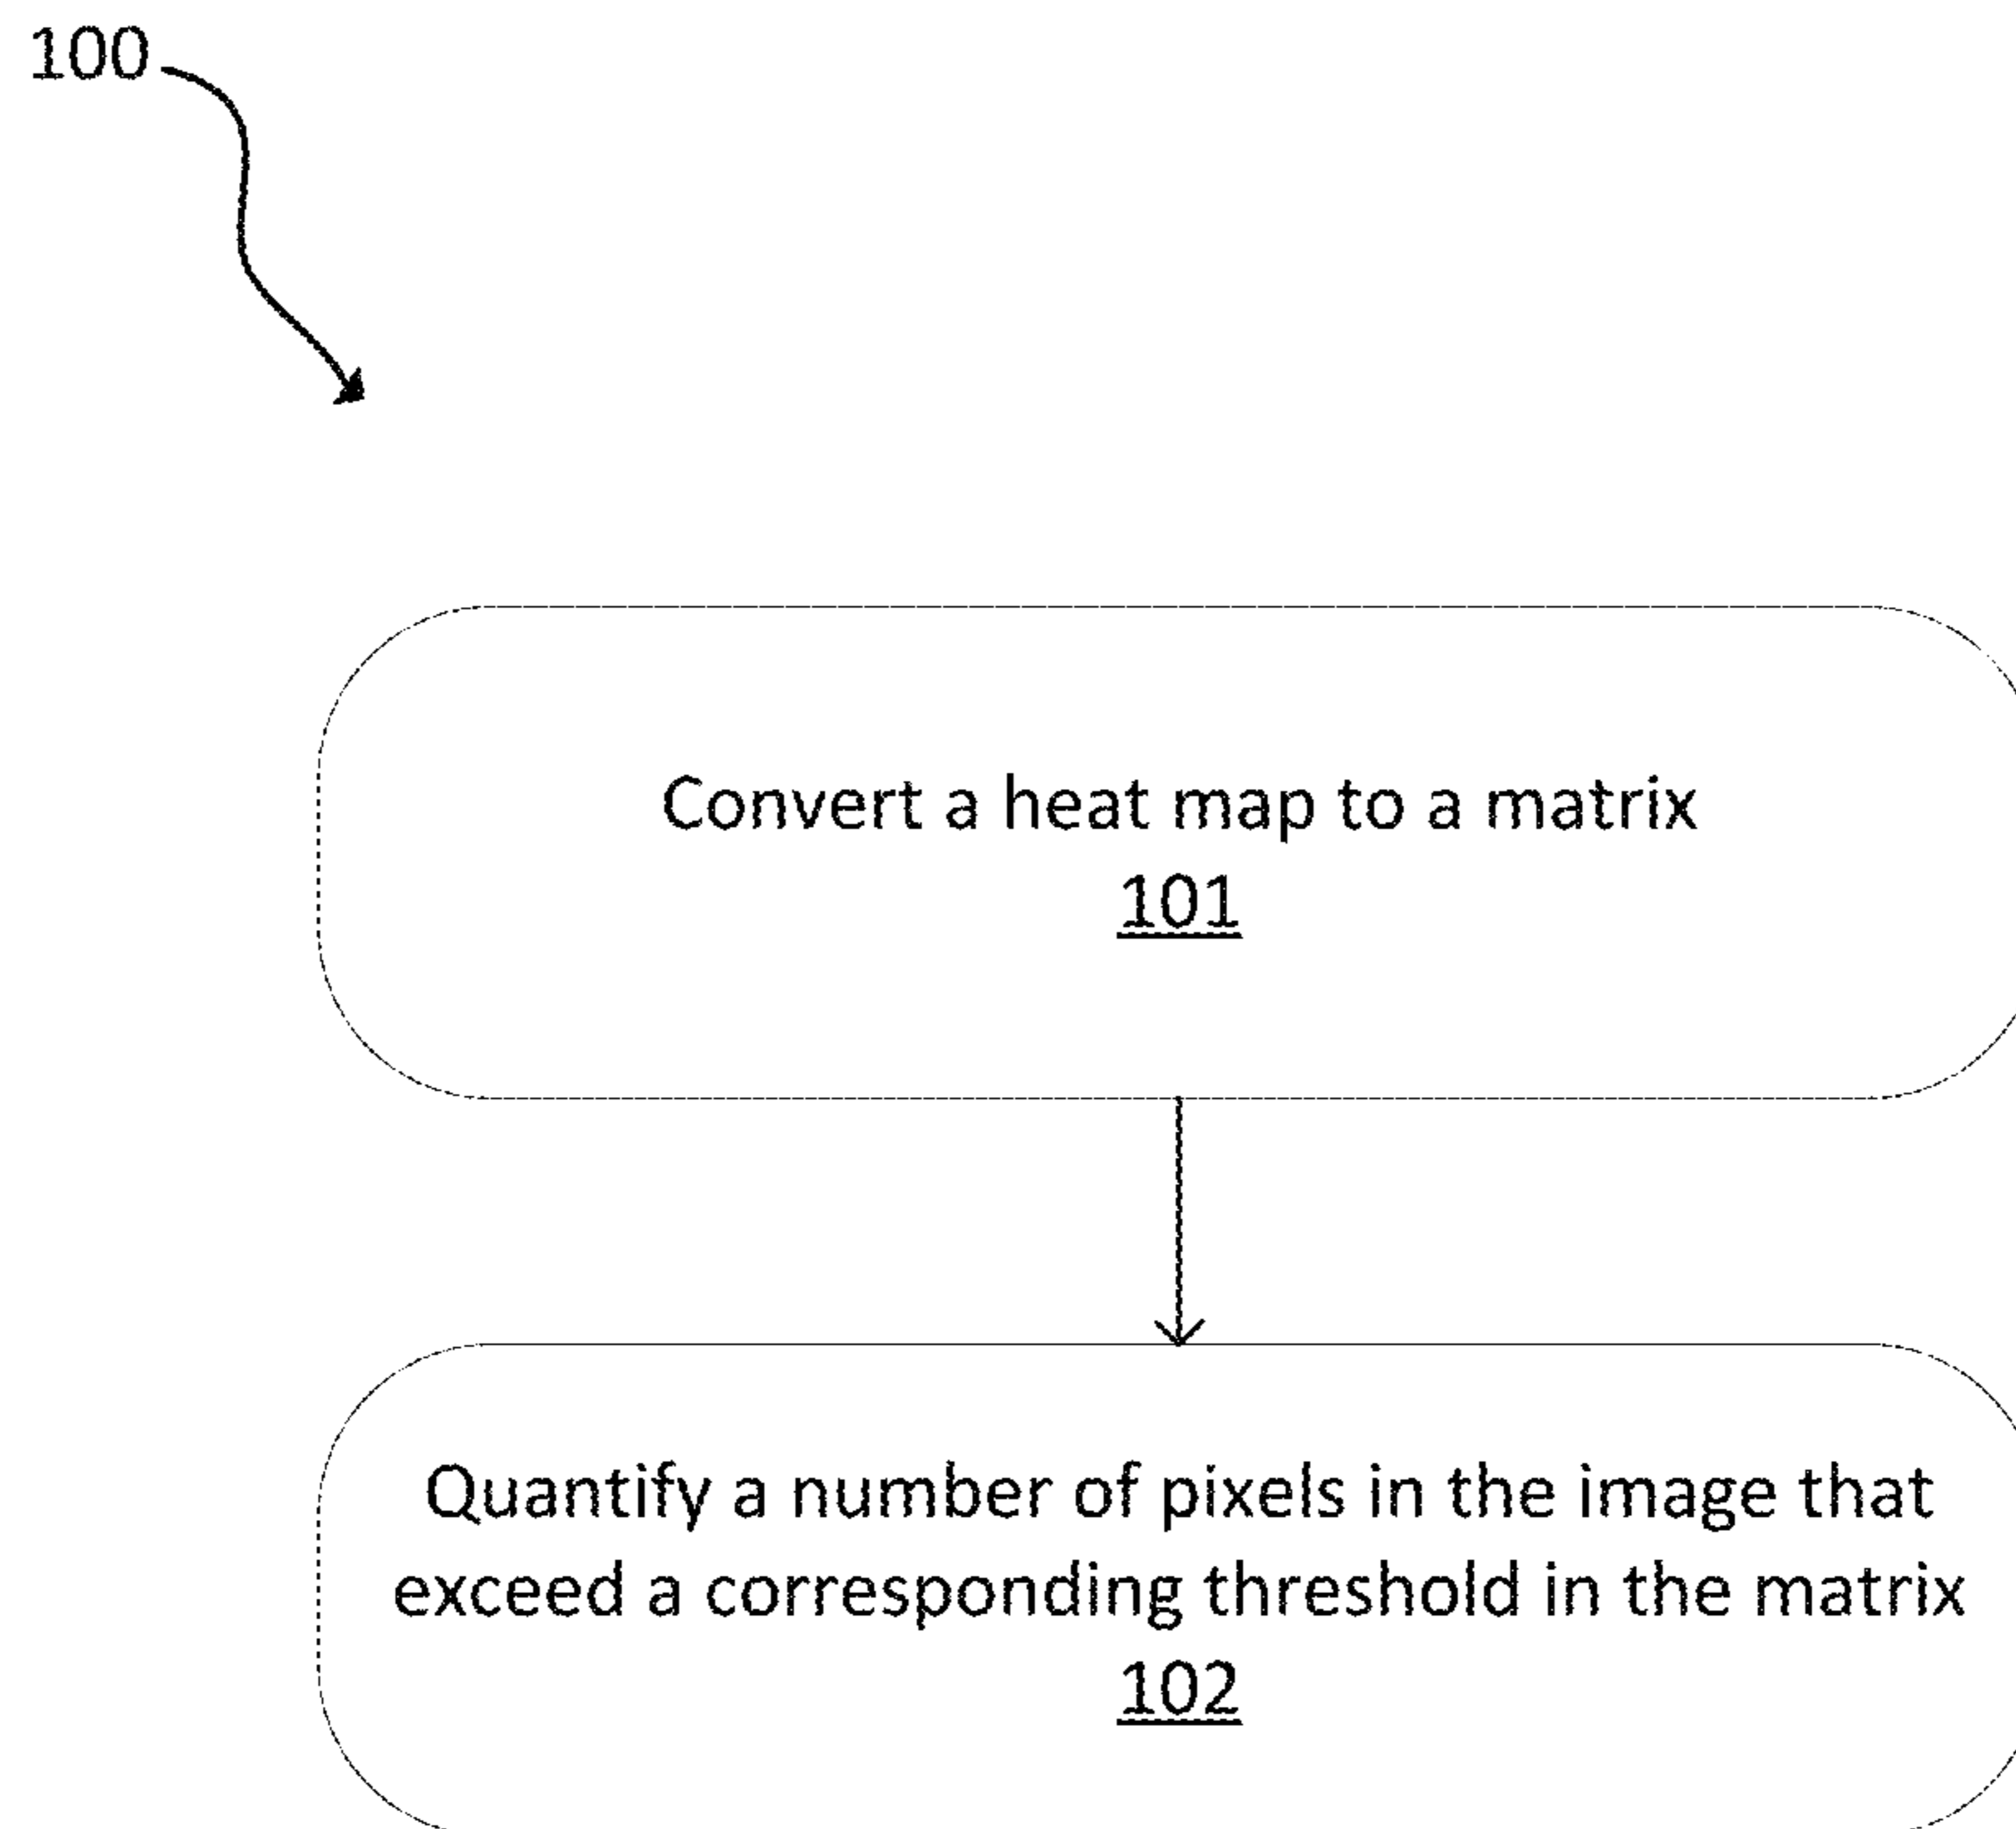 100
Convert a heat map to a matrix
101
Quantify a number of pixels in the image that
exceed a corresponding threshold in the matrix
102